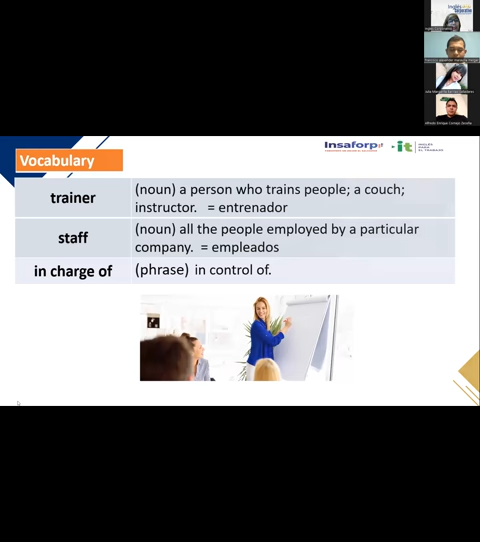 Vocabulary
Insaforp
it
INGLÉS
PARA
EL TRABAJO
trainer
(noun) a person who trains people; a couch;
instructor. = entrenador
staff
(noun) all the people employed by a particular
company. = empleados
in charge of
(phrase) in control of.